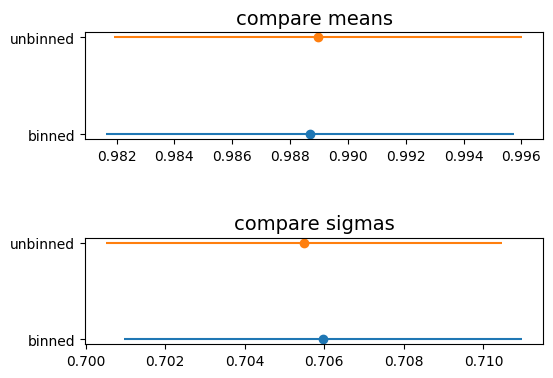 compare means
unbinned
binned
0.982 0.984 0.986 0.988 0.990 0.992 0.994 0.996
compare sigmas
unbinned
binned
0.700 0.702 0.704 0.706 0.708 0.710